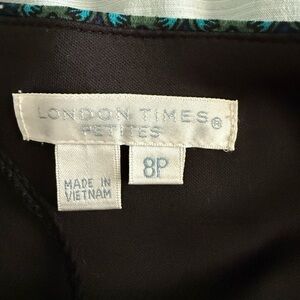 LONDON TIMES®
PETITES
8P
MADE IN
VIETNAM